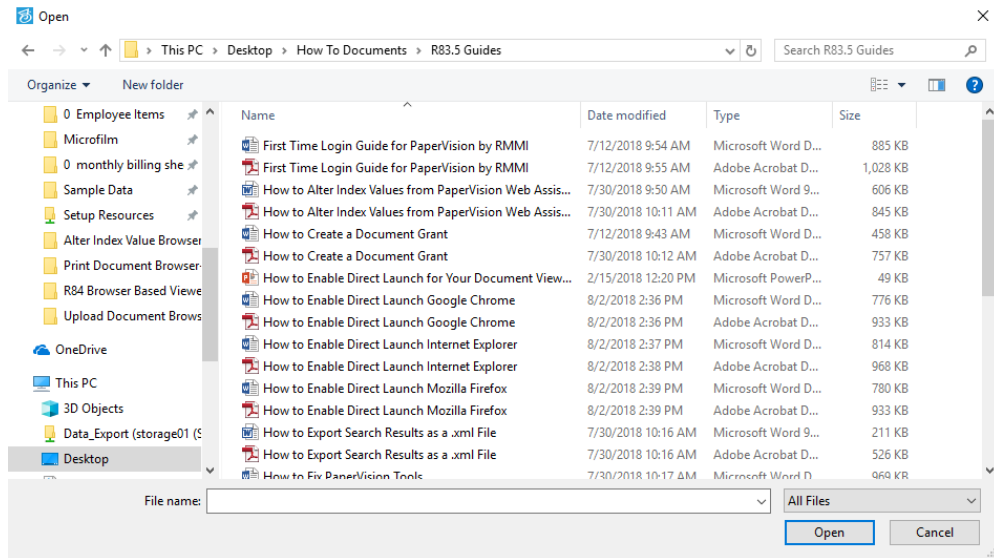 Open
This PC > Desktop > How To Documents > R83.5 Guides
Search R83.5 Guides
Organize
New folder
0 Employee Items
Microfilm
0 monthly billing she
Sample Data
Setup Resources
Alter Index Value Browser
Print Document Browser-
R84 Browser Based Viewe
Upload Document Brows
OneDrive
This PC
3D Objects
Data_Export (storage01 (S
Desktop
Name Date modified Type Size
First Time Login Guide for PaperVision by RMMI 7/12/2018 9:54 AM Microsoft Word D... 885 KB
First Time Login Guide for PaperVision by RMMI 7/12/2018 9:55 AM Adobe Acrobat D... 1,028 KB
How to Alter Index Values from PaperVision Web Assis... 7/30/2018 9:50 AM Microsoft Word 9... 606 KB
How to Alter Index Values from PaperVision Web Assis... 7/30/2018 10:11 AM Adobe Acrobat D... 845 KB
How to Create a Document Grant 7/12/2018 9:43 AM Microsoft Word D... 458 KB
How to Create a Document Grant 7/30/2018 10:12 AM Adobe Acrobat D... 757 KB
How to Enable Direct Launch for Your Document View... 2/15/2018 12:20 PM Microsoft PowerP... 49 KB
How to Enable Direct Launch Google Chrome 8/2/2018 2:36 PM Microsoft Word D... 776 KB
How to Enable Direct Launch Google Chrome 8/2/2018 2:36 PM Adobe Acrobat D... 933 KB
How to Enable Direct Launch Internet Explorer 8/2/2018 2:37 PM Microsoft Word D... 814 KB
How to Enable Direct Launch Internet Explorer 8/2/2018 2:38 PM Adobe Acrobat D... 968 KB
How to Enable Direct Launch Mozilla Firefox 8/2/2018 2:39 PM Microsoft Word D... 780 KB
How to Enable Direct Launch Mozilla Firefox 8/2/2018 2:39 PM Adobe Acrobat D... 933 KB
How to Export Search Results as a .xml File 7/30/2018 10:16 AM Microsoft Word 9... 211 KB
How to Export Search Results as a .xml File 7/30/2018 10:16 AM Adobe Acrobat D... 526 KB
How to Fix PaperVision Tools 7/30/2018 10:17 AM Microsoft Word D... 969 KB
File name:
All Files
Open
Cancel